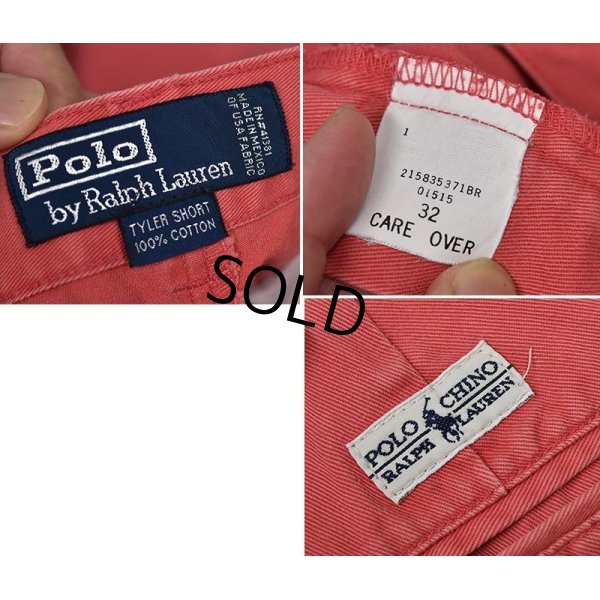 Polo
by Ralph Lauren
RN#41381
MADE IN MEXICO
OF USA FABRIC
TYLER SHORT
100% COTTON
1
215835371BR
01515
32
CARE OVER
SOLD
POLO CHINO
RALPH LAUREN